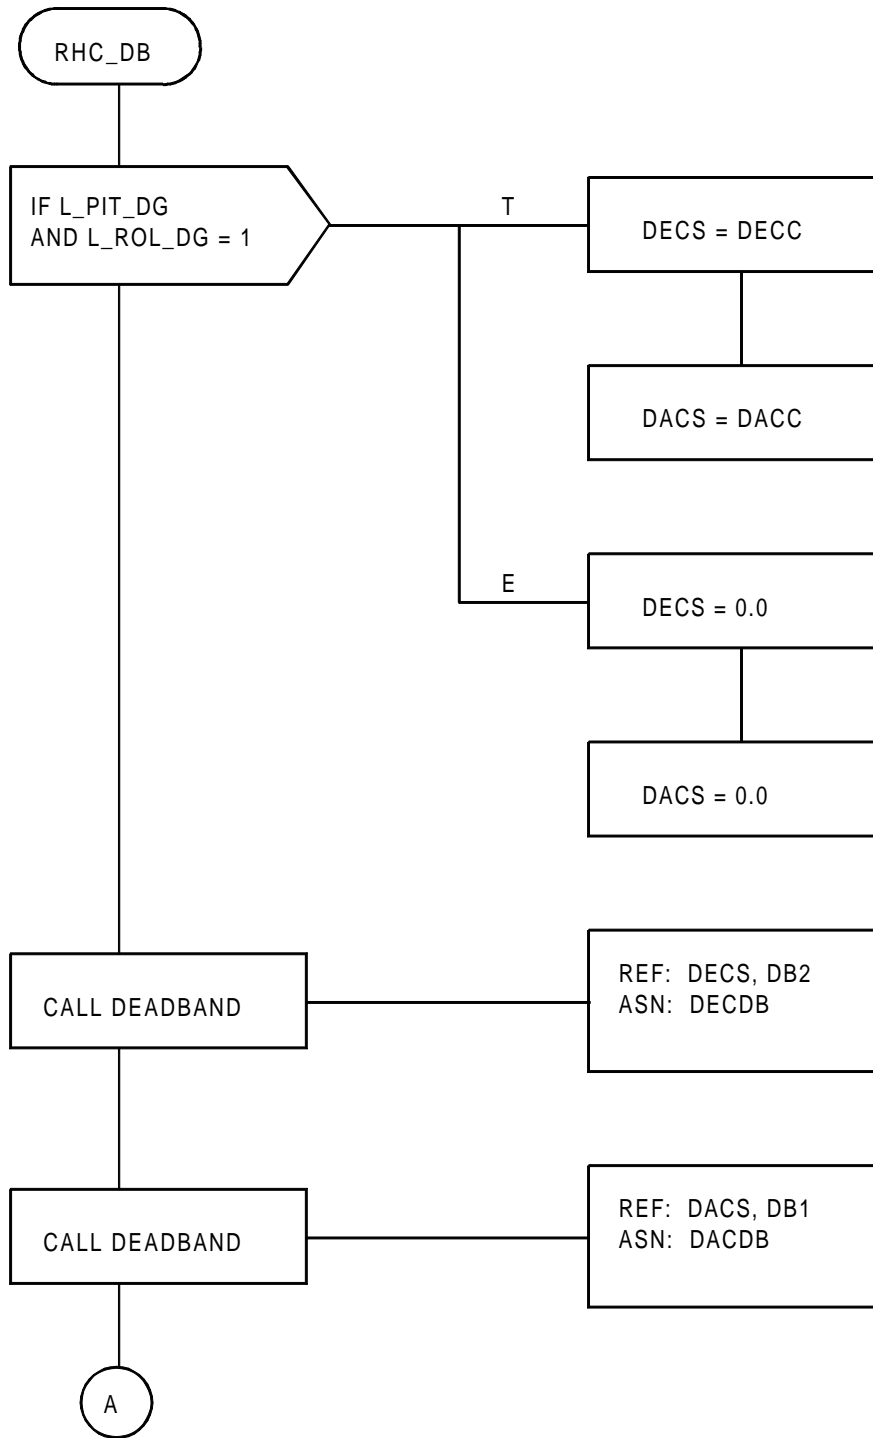 RHC_DB
IF L_PIT_DG
AND L_ROL_DG = 1
T
DECS = DECC
DACS = DACC
E
DECS = 0.0
DACS = 0.0
CALL DEADBAND
REF: DECS, DB2
ASN: DECDB
CALL DEADBAND
REF: DACS, DB1
ASN: DACDB
A